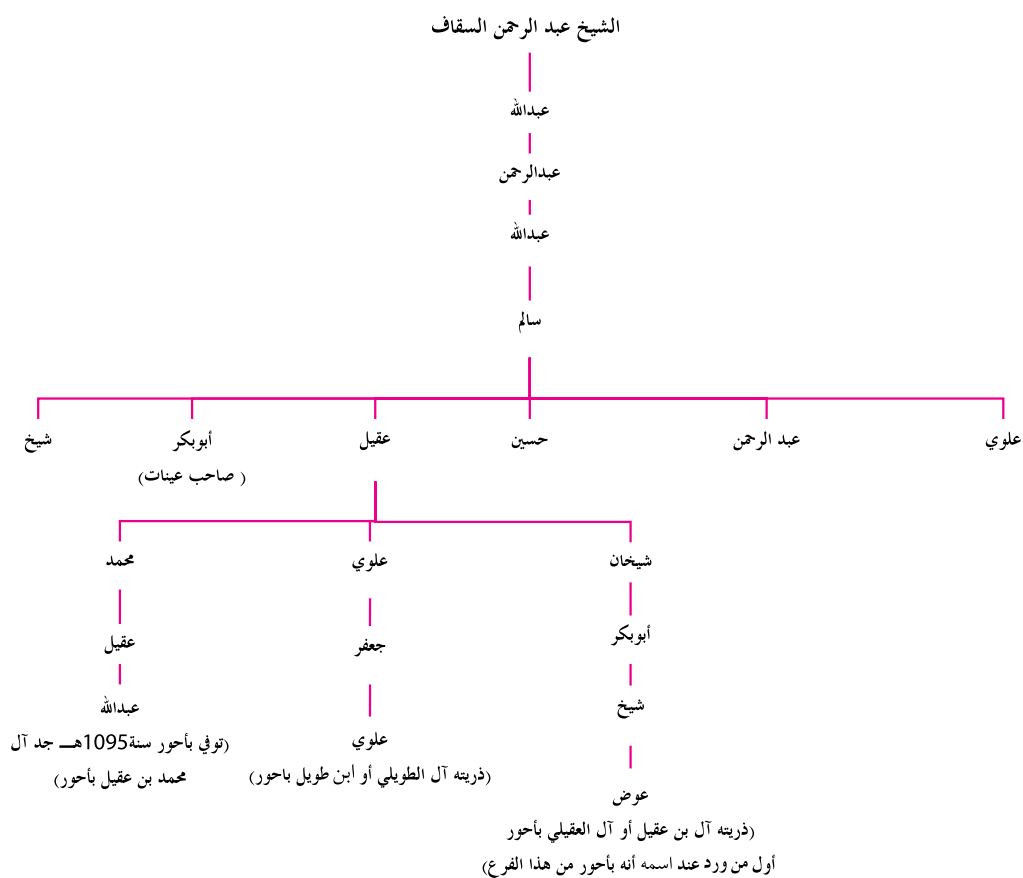 الشيخ عبد الرحمن السقاف
عبدالله
عبدالرحمن
عبدالله
سالم
علوي
عبد الرحمن
حسين
عقيل
أبوبكر
(صاحب عينات )
شيخ
شيخان
علوي
محمد
أبوبكر
جعفر
عقيل
شيخ
علوي
(ذريته آل الطويلي أو ابن طويل باحور)
عبدالله
(توفي بأحور سنة1095هـ جد آل
محمد بن عقيل بأحور)
عوض
(ذريته آل بن عقيل أو آل العقيلي بأحور
أول من ورد عند اسمه أنه بأحور من هذا الفرع)